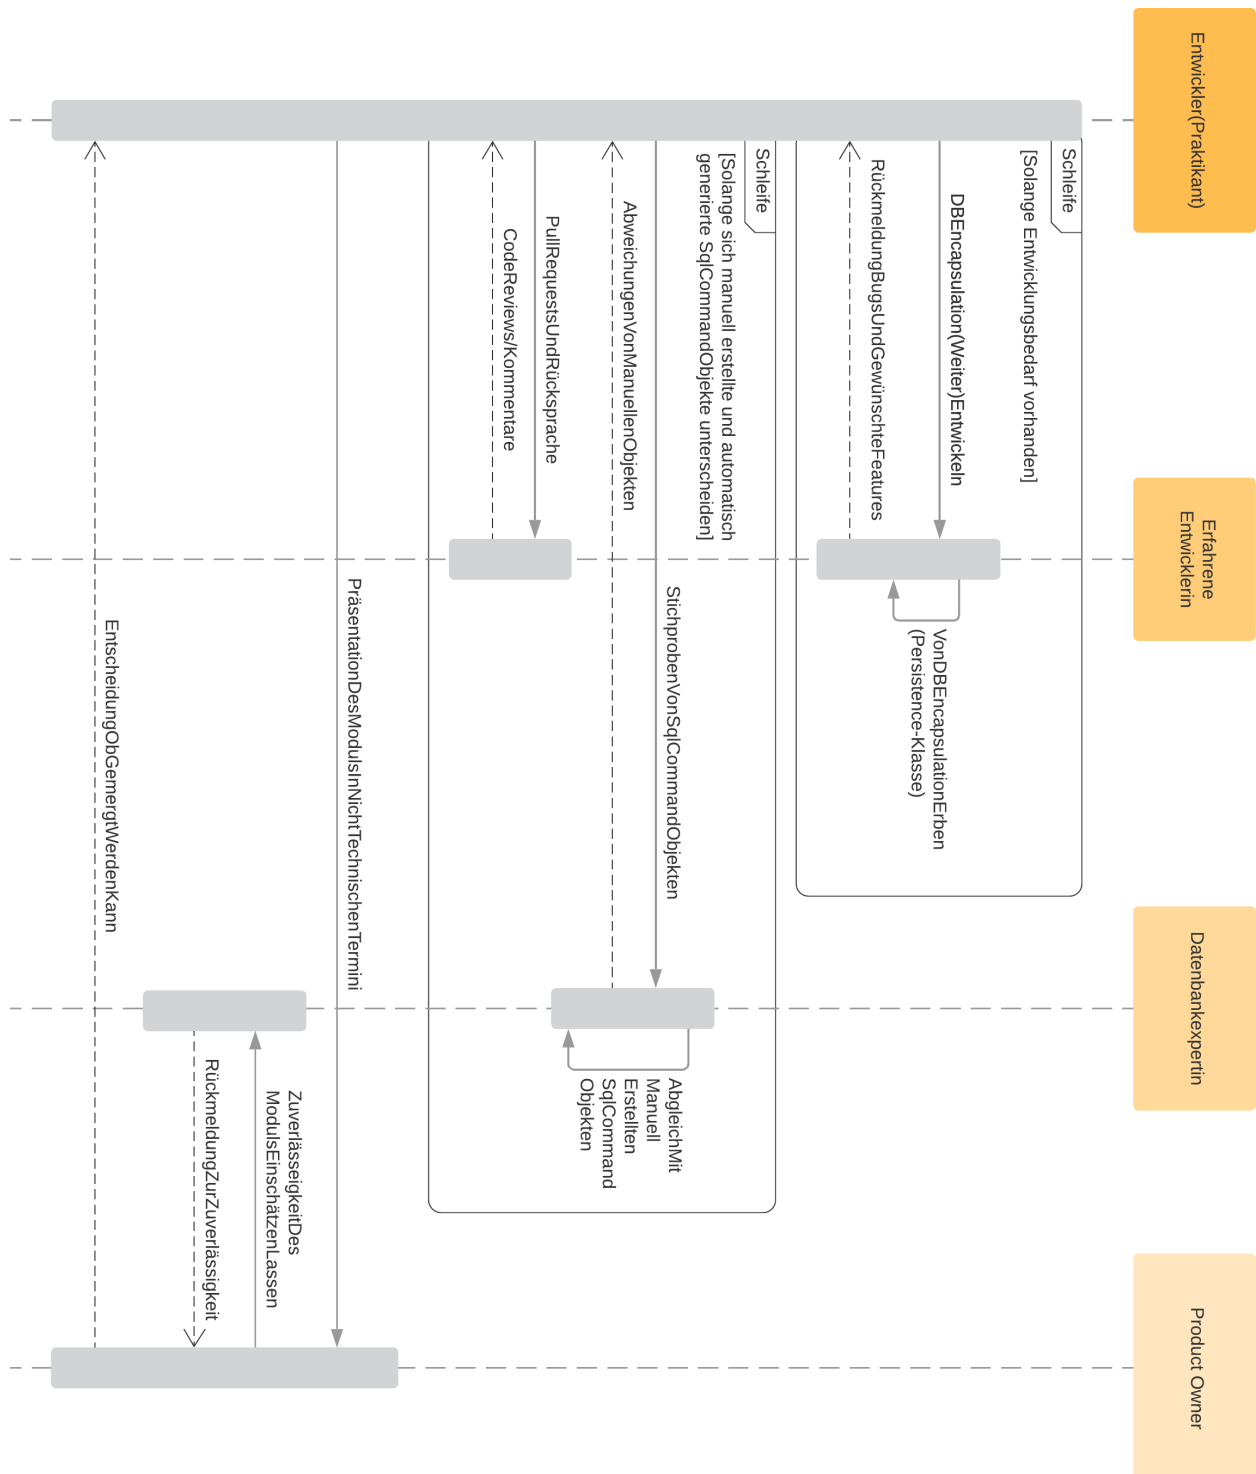 Entwickler(Praktikant)
Erfahrene
Entwicklerin
Datenbankexpertin
Product Owner
Schleife
[Solange Entwicklungsbedarf vorhanden]
DBEncapsulation(Weiter)Entwickeln
VonDBEncapsulationErben
(Persistence-Klasse)
RückmeldungBugsUndGewünschteFeatures
Schleife
[Solange sich manuell erstellte und automatisch
generierte SqlCommandObjekte unterscheiden]
StichprobenVonSqlCommandObjekten
AbgleichMit
Manuell
Erstellten
SqlCommand
Objekten
AbweichungenVonManuellenObjekten
PullRequestsUndRücksprache
CodeReviews/Kommentare
PräsentationDesModulsInNichtTechnischenTermini
ZuverlässeigkeitDes
ModulsEinschätzenLassen
RückmeldungZurZuverlässigkeit
EntscheidungObGemergtWerdenKann